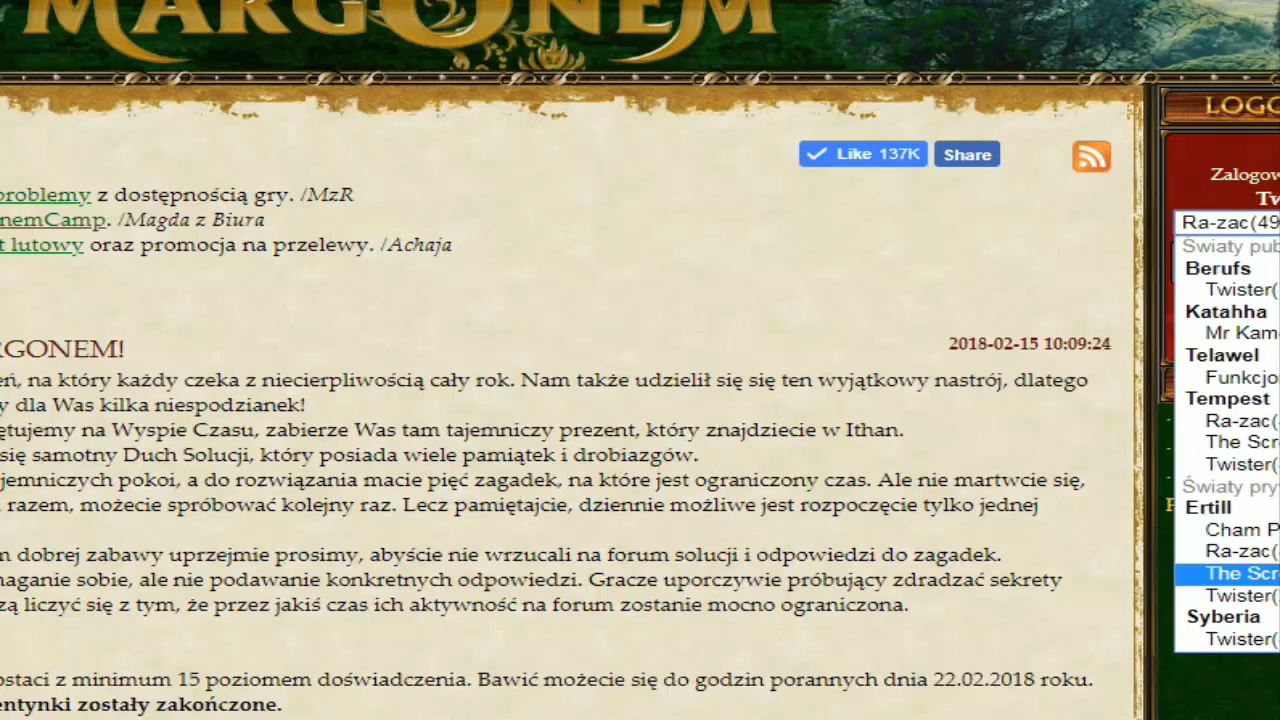 MARGONEM
Like 137K Share
problemy z dostępnością gry. /MzR
nemCamp. /Magda z Biura
t lutowy oraz promocja na przelewy. /Achaja
RGONEM! 2018-02-15 10:09:24
eń, na który każdy czeka z niecierpliwością cały rok. Nam także udzielił się się ten wyjątkowy nastrój, dlatego
y dla Was kilka niespodzianek!
ętujemy na Wyspie Czasu, zabierze Was tam tajemniczy prezent, który znajdziecie w Ithan.
się samotny Duch Solucji, który posiada wiele pamiątek i drobiazgów.
jemniczych pokoi, a do rozwiązania macie pięć zagadek, na które jest ograniczony czas. Ale nie martwcie się,
razem, możecie spróbować kolejny raz. Lecz pamiętajcie, dziennie możliwe jest rozpoczęcie tylko jednej
m dobrej zabawy uprzejmie prosimy, abyście nie wrzucali na forum solucji i odpowiedzi do zagadek.
maganie sobie, ale nie podawanie konkretnych odpowiedzi. Gracze uporczywie próbujący zdradzać sekrety
zą liczyć się z tym, że przez jakiś czas ich aktywność na forum zostanie mocno ograniczona.
ostaci z minimum 15 poziomem doświadczenia. Bawić możecie się do godzin porannych dnia 22.02.2018 roku.
entynki zostały zakończone.
LOGO
Zalogow
Tw
Ra-zac(49
Światy pub
Berufs
Twister(
Katahha
Mr Kam
Telawel
Funkcjo
Tempest
Ra-zac(
The Scr
Twister(
Światy pry
Ertill
Cham P
Ra-zac(
The Scr
Twister(
Syberia
Twister(